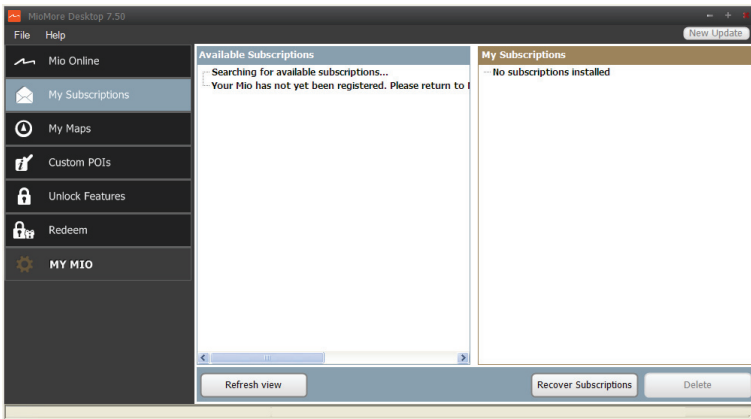 MioMore Desktop 7.50
File Help
New Update
Mio Online
My Subscriptions
My Maps
Custom POIs
Unlock Features
Redeem
MY MIO
Available Subscriptions
Searching for available subscriptions...
Your Mio has not yet been registered. Please return to
My Subscriptions
No subscriptions installed
Refresh view
Recover Subscriptions
Delete